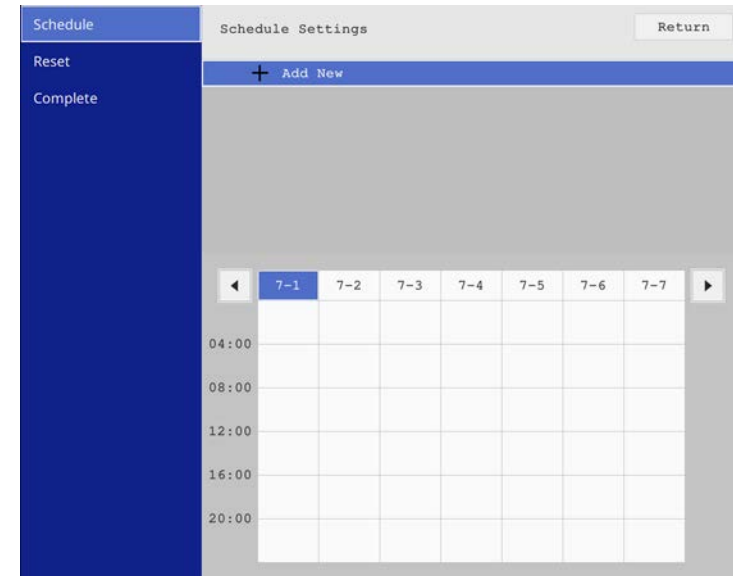 Schedule
Reset
Complete
Schedule Settings
Return
+ Add New
7-1 7-2 7-3 7-4 7-5 7-6 7-7
04:00
08:00
12:00
16:00
20:00